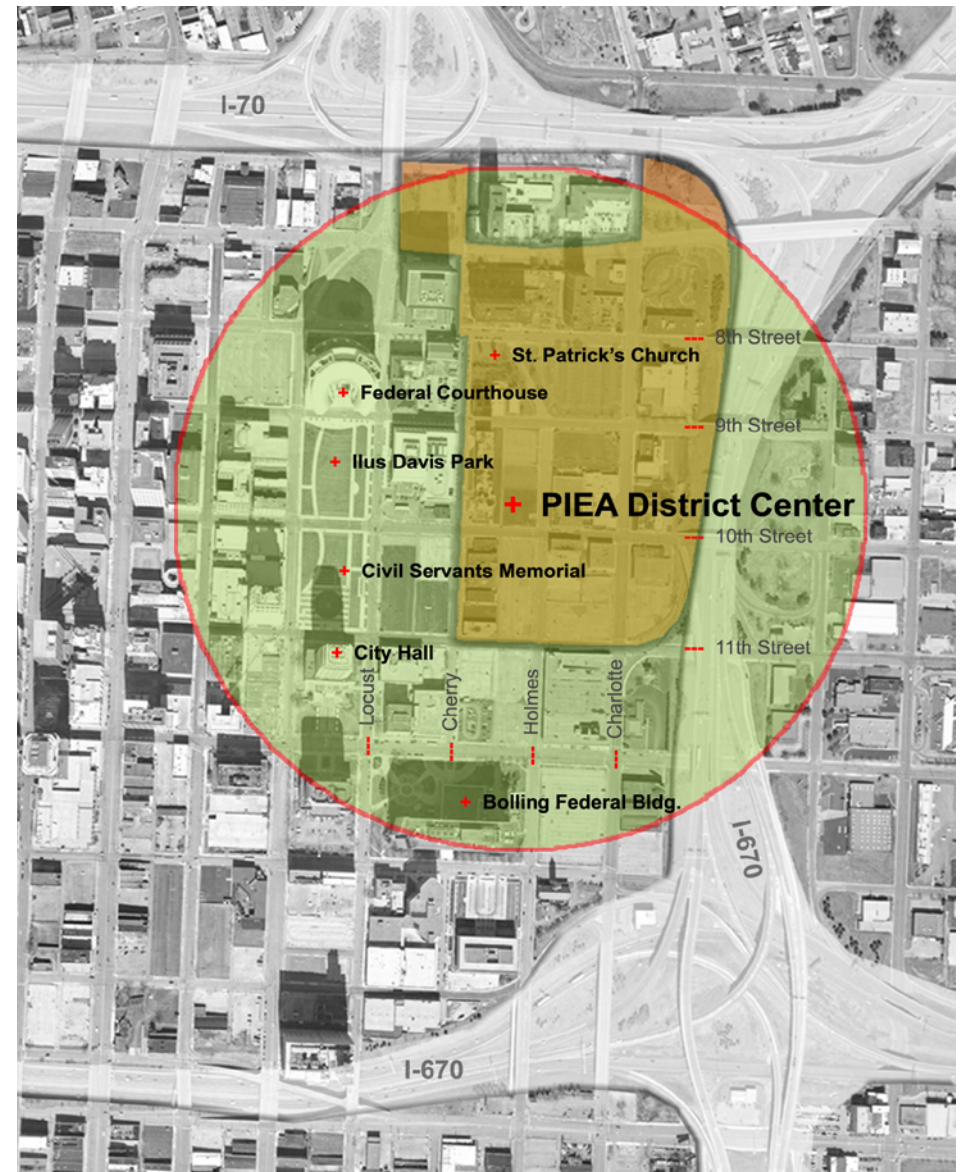 I-70
8th Street
St. Patrick's Church
Federal Courthouse
9th Street
Ilus Davis Park
PIEA District Center
10th Street
Civil Servants Memorial
11th Street
City Hall
Locust
Cherry
Holmes
Charlotte
Bolling Federal Bldg.
I-670
I-670